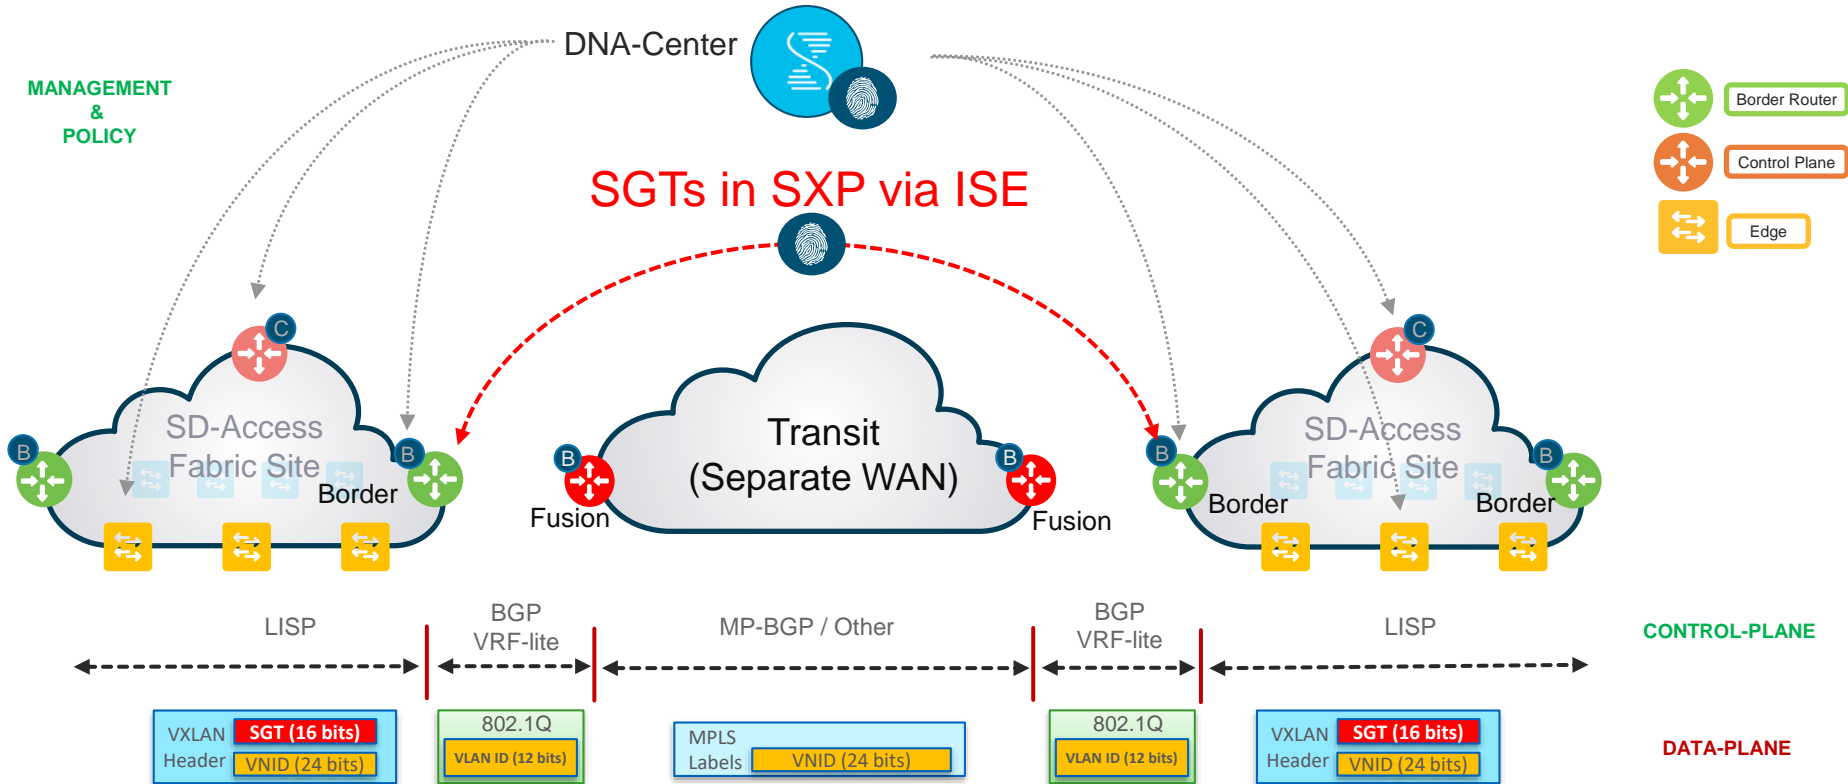 DNA-Center
MANAGEMENT
&
POLICY
Border Router
Control Plane
Edge
SGTs in SXP via ISE
C
C
SD-Access
Fabric Site
B
B
Border
Transit
(Separate WAN)
B
B
Fusion
Fusion
SD-Access
Fabric Site
B
B
Border
Border
LISP
BGP
VRF-lite
MP-BGP / Other
BGP
VRF-lite
LISP
CONTROL-PLANE
VXLAN
Header
SGT (16 bits)
VNID (24 bits)
802.1Q
VLAN ID (12 bits)
MPLS
Labels
VNID (24 bits)
802.1Q
VLAN ID (12 bits)
VXLAN
Header
SGT (16 bits)
VNID (24 bits)
DATA-PLANE